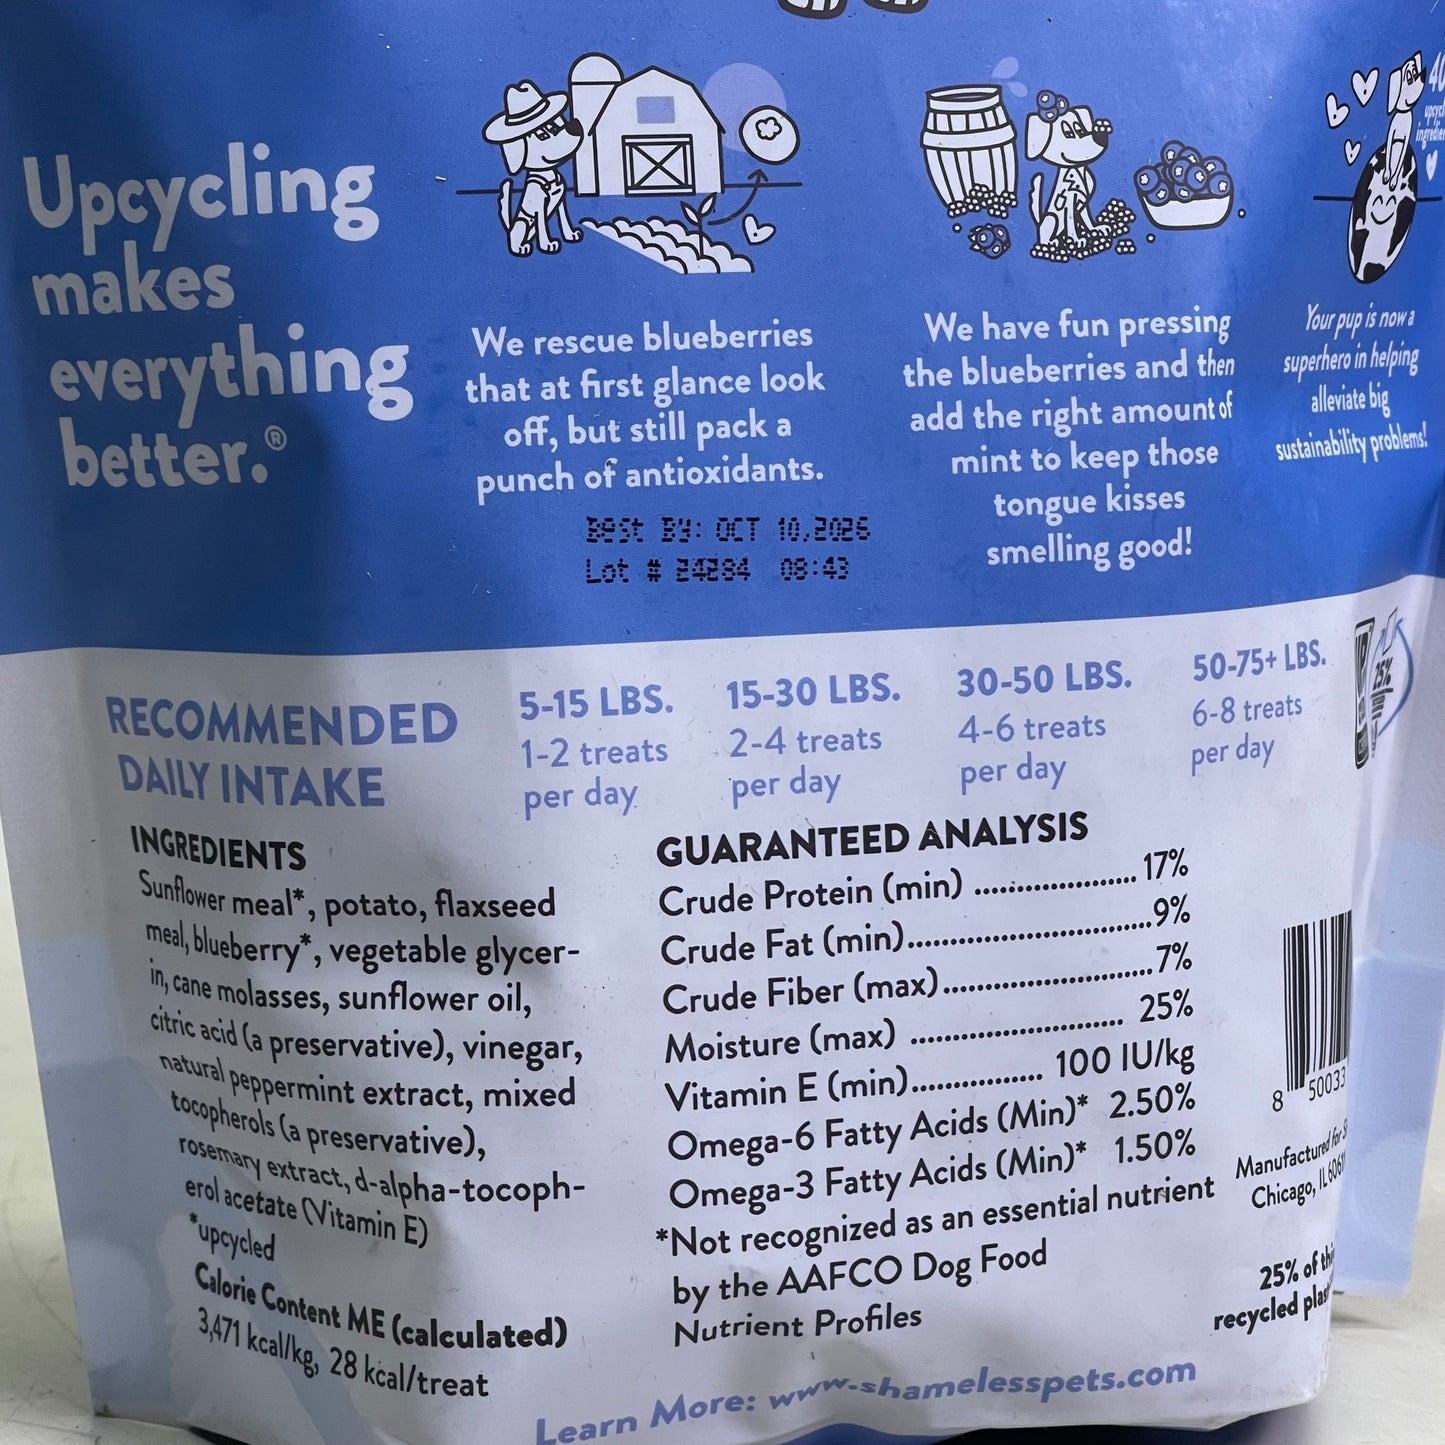 Upcycling
makes
everything
better.®
We rescue blueberries
that at first glance look
off, but still pack a
punch of antioxidants.
Best By: OCT 10,2026
Lot # 24284 08:43
We have fun pressing
the blueberries and then
add the right amount of
mint to keep those
tongue kisses
smelling good!
Your pup is now a
superhero in helping
alleviate big
sustainability problems!
RECOMMENDED
DAILY INTAKE
5-15 LBS.
1-2 treats
per day
15-30 LBS.
2-4 treats
per day
30-50 LBS.
4-6 treats
per day
50-75+ LBS.
6-8 treats
per day
25%
INGREDIENTS
Sunflower meal*, potato, flaxseed
meal, blueberry*, vegetable glycer-
in, cane molasses, sunflower oil,
citric acid (a preservative), vinegar,
natural peppermint extract, mixed
tocopherols (a preservative),
rosemary extract, d-alpha-tocoph-
erol acetate (Vitamin E)
*upcycled
Calorie Content ME (calculated)
3,471 kcal/kg, 28 kcal/treat
GUARANTEED ANALYSIS
Crude Protein (min) ..................... 17%
Crude Fat (min)............................... 9%
Crude Fiber (max)........................... 7%
Moisture (max) ........................... 25%
Vitamin E (min)................ 100 IU/kg
Omega-6 Fatty Acids (Min)* 2.50%
Omega-3 Fatty Acids (Min)* 1.50%
*Not recognized as an essential nutrient
by the AAFCO Dog Food
Nutrient Profiles
8 50033
Manufactured for
Chicago, IL
25% of
recycled
Learn More: www.shamelesspets.com